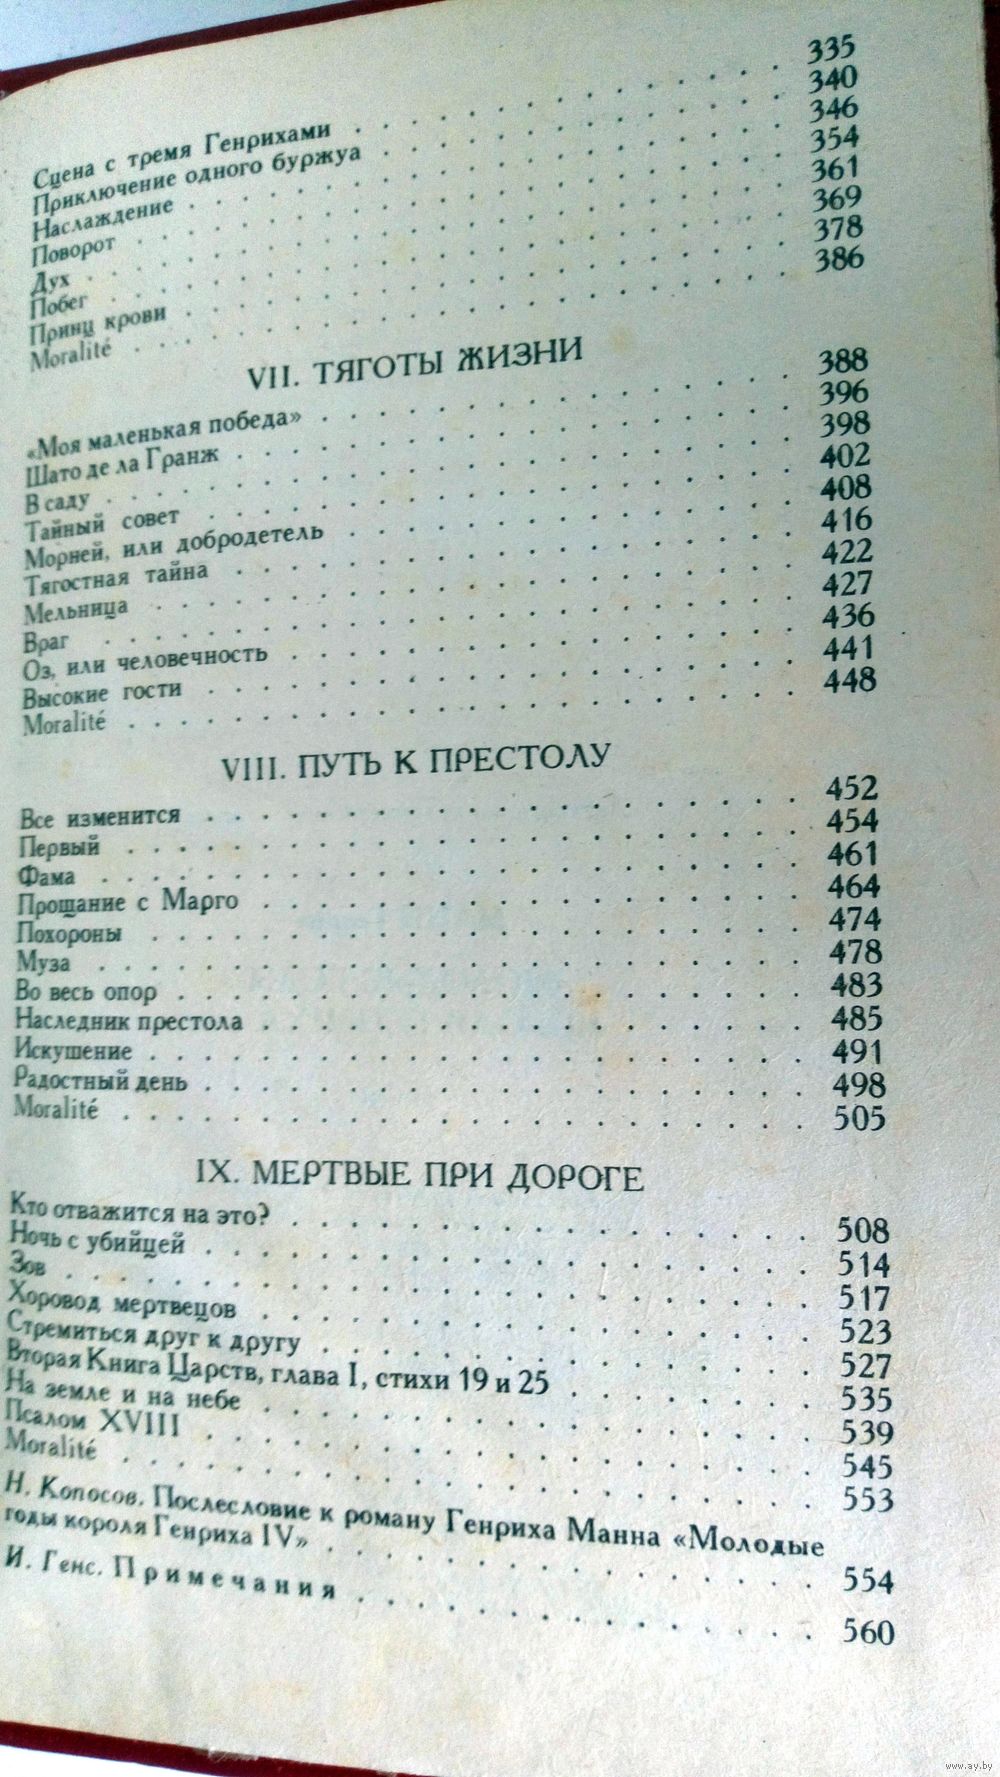 Сцена с тремя Генрихами . . . 335
Приключение одного буржуа . . . 340
Наслаждение . . . 346
Поворот . . . 354
Дух . . . 361
Побег . . . 369
Принц крови . . . 378
Moralité . . . 386
VII. ТЯГОТЫ ЖИЗНИ
«Моя маленькая победа» . . . 388
Шато де ла Гранж . . . 396
В саду . . . 398
Тайный совет . . . 402
Морней, или добродетель . . . 408
Тягостная тайна . . . 416
Мельница . . . 422
Враг . . . 427
Оз, или человечность . . . 436
Высокие гости . . . 441
Moralité . . . 448
VIII. ПУТЬ К ПРЕСТОЛУ
Все изменится . . . 452
Первый . . . 454
Фама . . . 461
Прощание с Марго . . . 464
Похороны . . . 474
Муза . . . 478
Во весь опор . . . 483
Наследник престола . . . 485
Искушение . . . 491
Радостный день . . . 498
Moralité . . . 505
IX. МЕРТВЫЕ ПРИ ДОРОГЕ
Кто отважится на это? . . . 508
Ночь с убийцей . . . 514
Зов . . . 517
Хоровод мертвецов . . . 523
Стремиться друг к другу . . . 527
Вторая Книга Царств, глава I, стихи 19 и 25 . . . 535
На земле и на небе . . . 539
Псалом XVIII . . . 545
Moralité . . . 553
Н. Копосов. Послесловие к роману Генриха Манна «Молодые
годы короля Генриха IV» . . . 554
И. Генс. Примечания . . . 560
www.ay.by